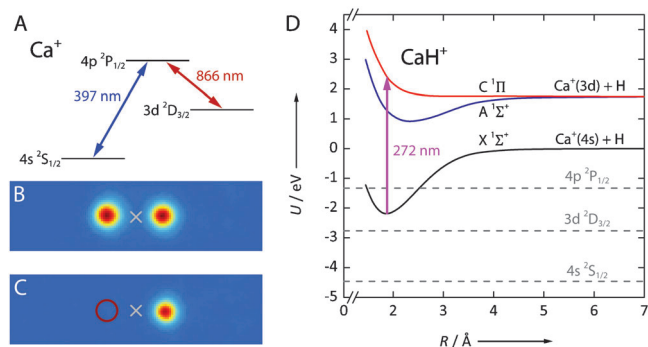 A
Ca⁺
4p ²P₁/₂
397 nm
866 nm
3d ²D₃/₂
4s ²S₁/₂
B
C
D
CaH⁺
C ¹Π
Ca⁺(3d) + H
A ¹Σ⁺
X ¹Σ⁺
Ca⁺(4s) + H
272 nm
4p ²P₁/₂
3d ²D₃/₂
4s ²S₁/₂
U / eV
4
3
2
1
0
-1
-2
-3
-4
-5
0 2 3 4 5 6 7
R / Å